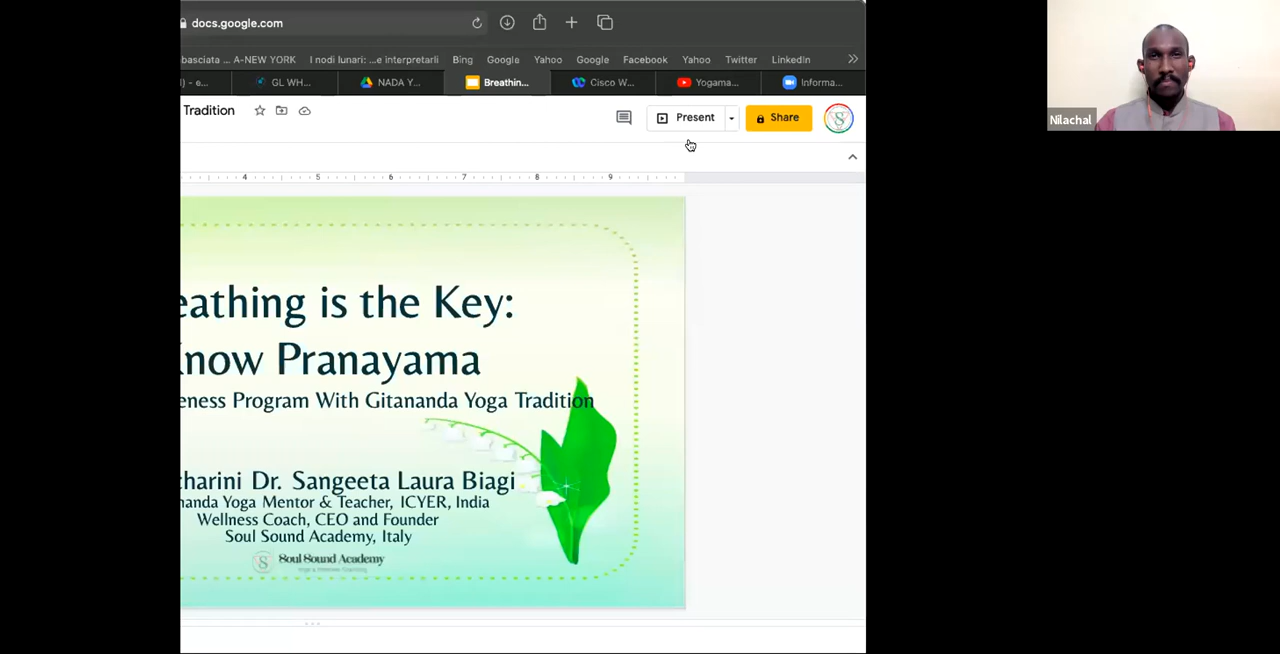 docs.google.com
basciata ... A-NEW YORK I nodi lunari: ...e interpretarli Bing Google Yahoo Google Facebook Yahoo Twitter LinkedIn
) - e... GL WH... NADA Y... Breathin... Cisco W... Yogama... Informa...
Tradition
Present
Share
4 5 6 7 8 9
eathing is the Key:
Know Pranayama
eness Program With Gitananda Yoga Tradition
charini Dr. Sangeeta Laura Biagi
nanda Yoga Mentor & Teacher, ICYER, India
Wellness Coach, CEO and Founder
Soul Sound Academy, Italy
S Soul Sound Academy
Nilachal